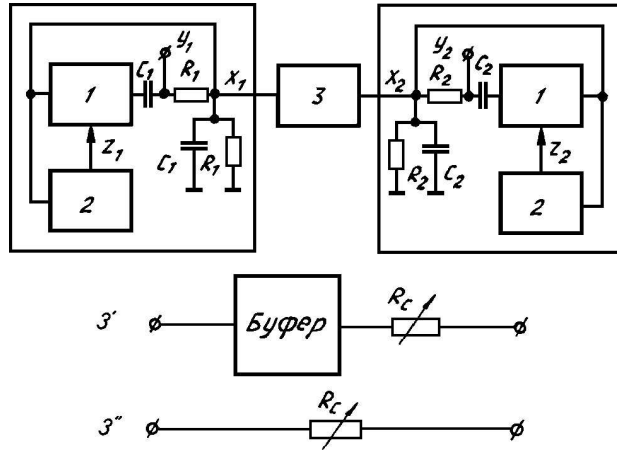 y₁
C₁
R₁
1
X₁
3
X₂
y₂
R₂
C₂
1
C₁
R₁
Z₁
2
R₂
C₂
Z₂
2
3'
Буфер
Rc
3"
Rc